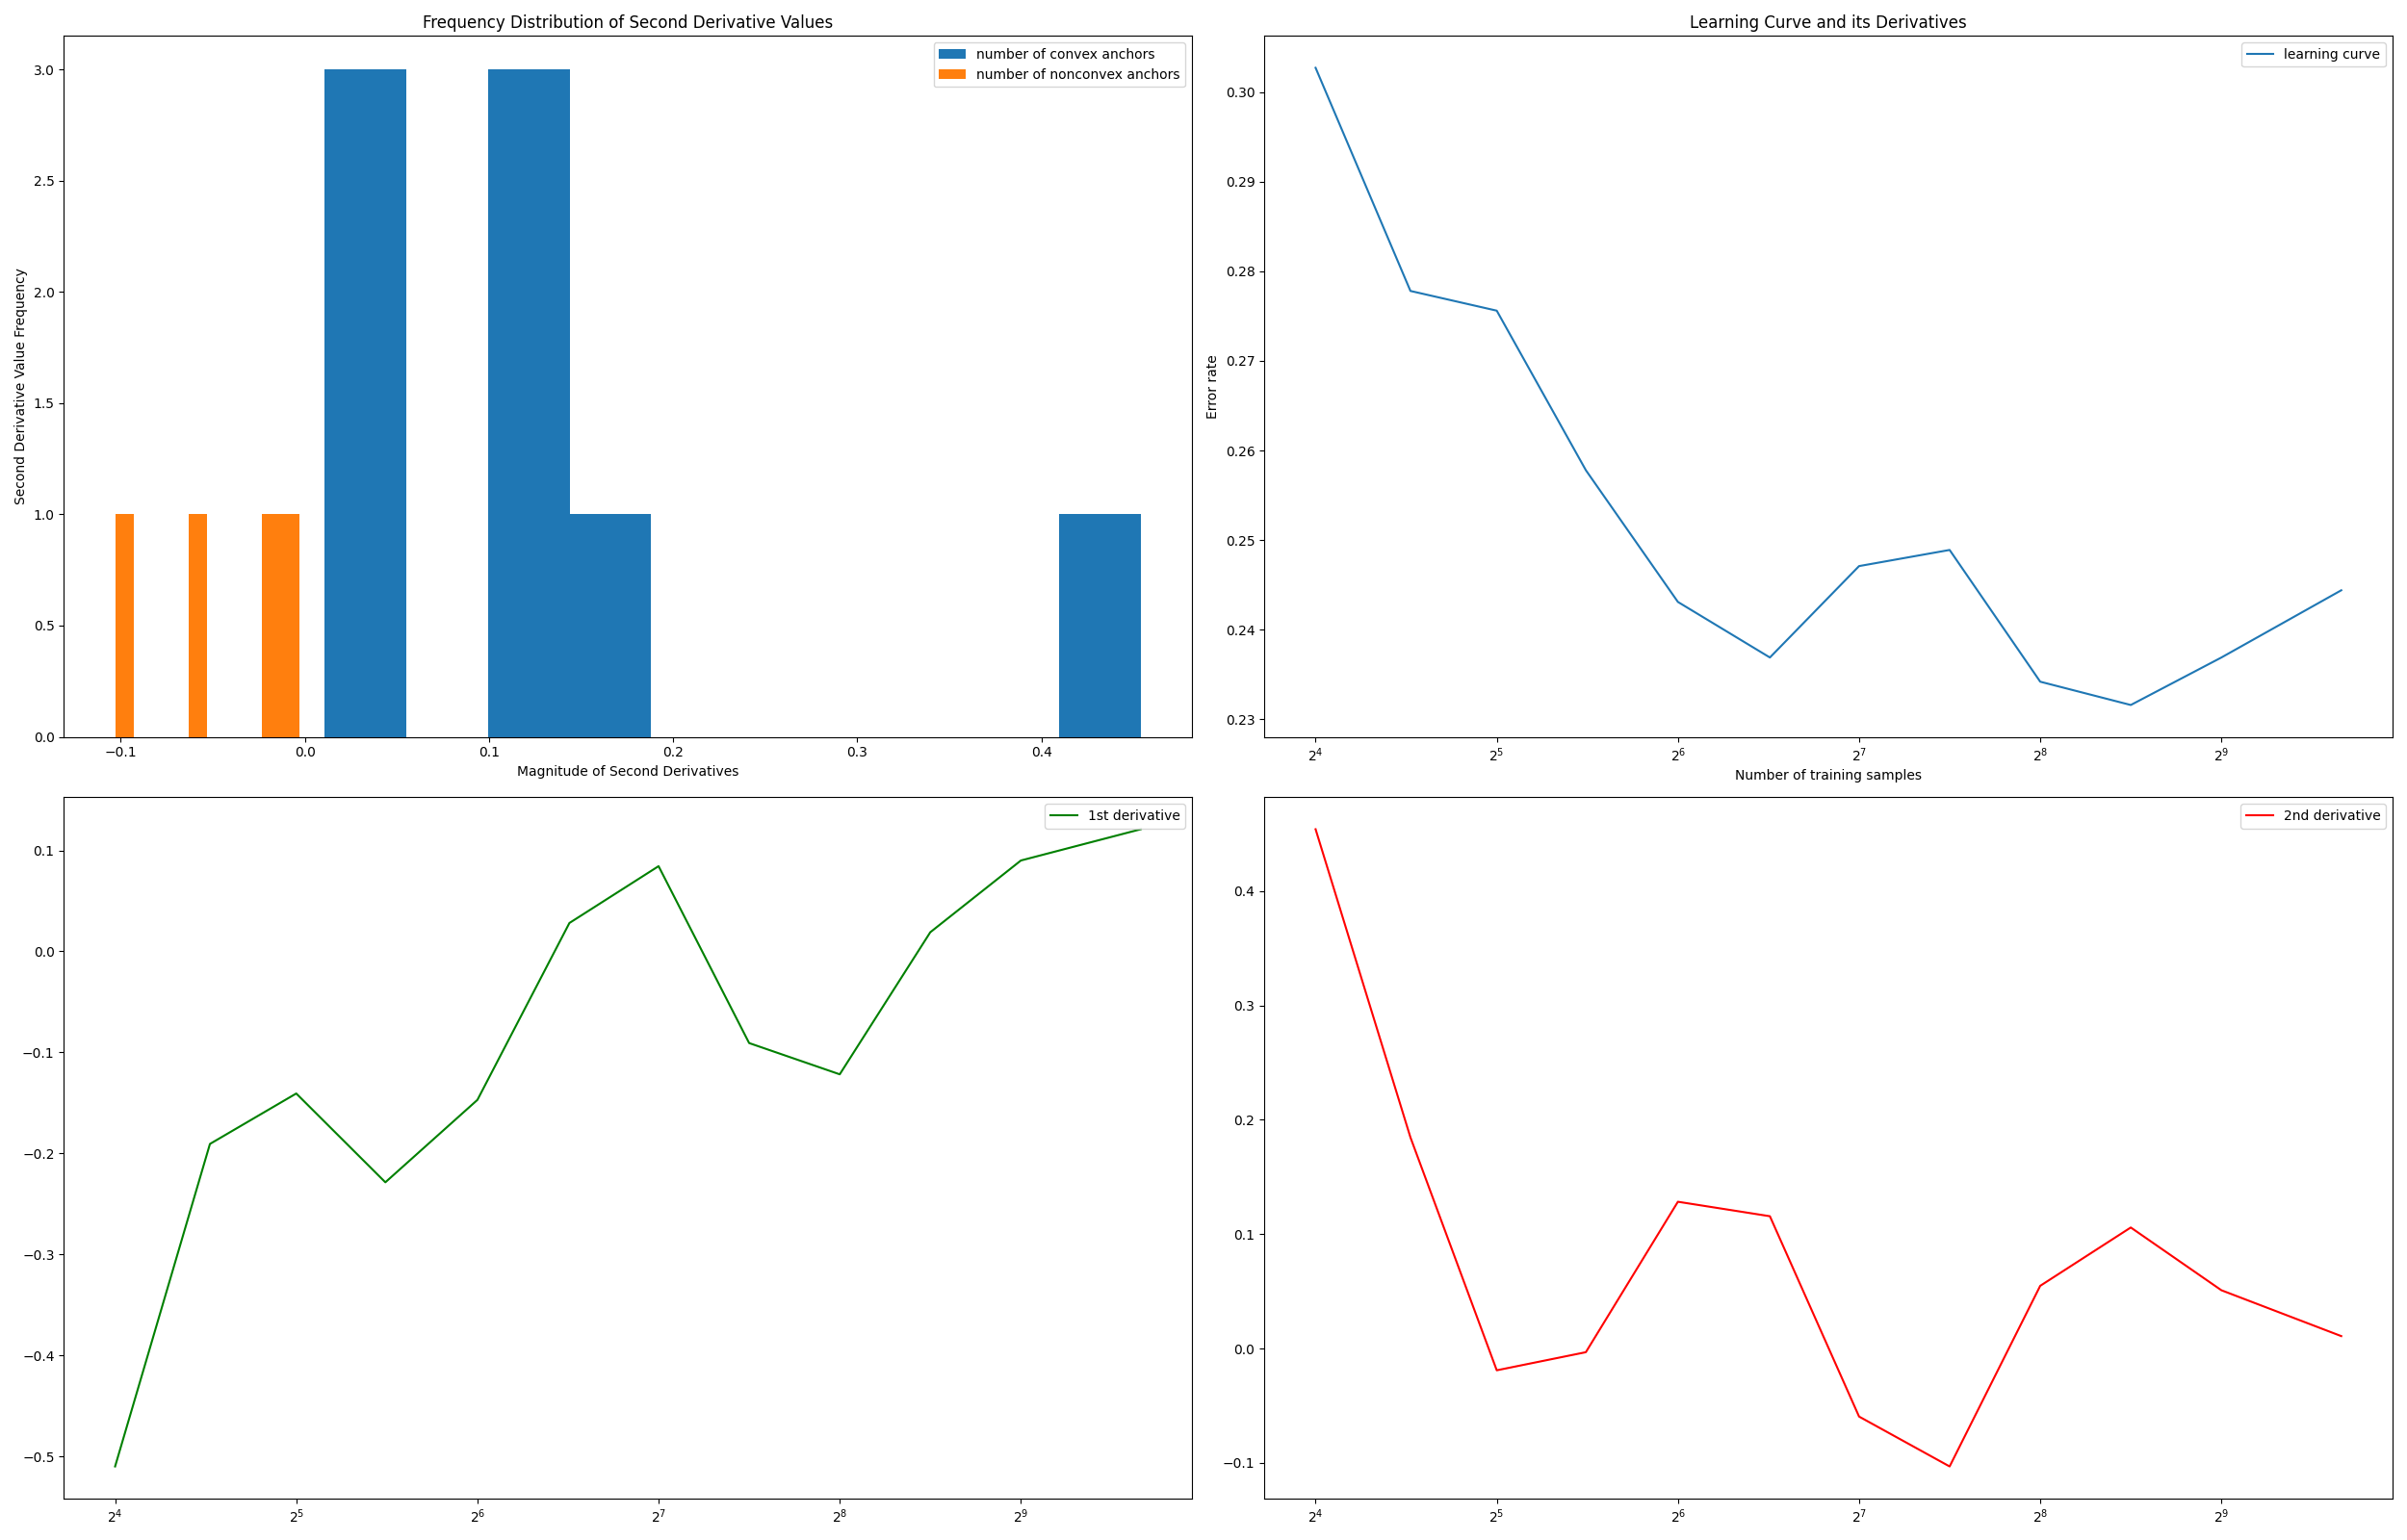 Frequency Distribution of Second Derivative Values
number of convex anchors
number of nonconvex anchors
Second Derivative Value Frequency
3.0
2.5
2.0
1.5
1.0
0.5
0.0
−0.1 0.0 0.1 0.2 0.3 0.4
Magnitude of Second Derivatives
Learning Curve and its Derivatives
learning curve
Error rate
0.30
0.29
0.28
0.27
0.26
0.25
0.24
0.23
2⁴ 2⁵ 2⁶ 2⁷ 2⁸ 2⁹
Number of training samples
1st derivative
0.1
0.0
−0.1
−0.2
−0.3
−0.4
−0.5
2⁴ 2⁵ 2⁶ 2⁷ 2⁸ 2⁹
2nd derivative
0.4
0.3
0.2
0.1
0.0
−0.1
2⁴ 2⁵ 2⁶ 2⁷ 2⁸ 2⁹